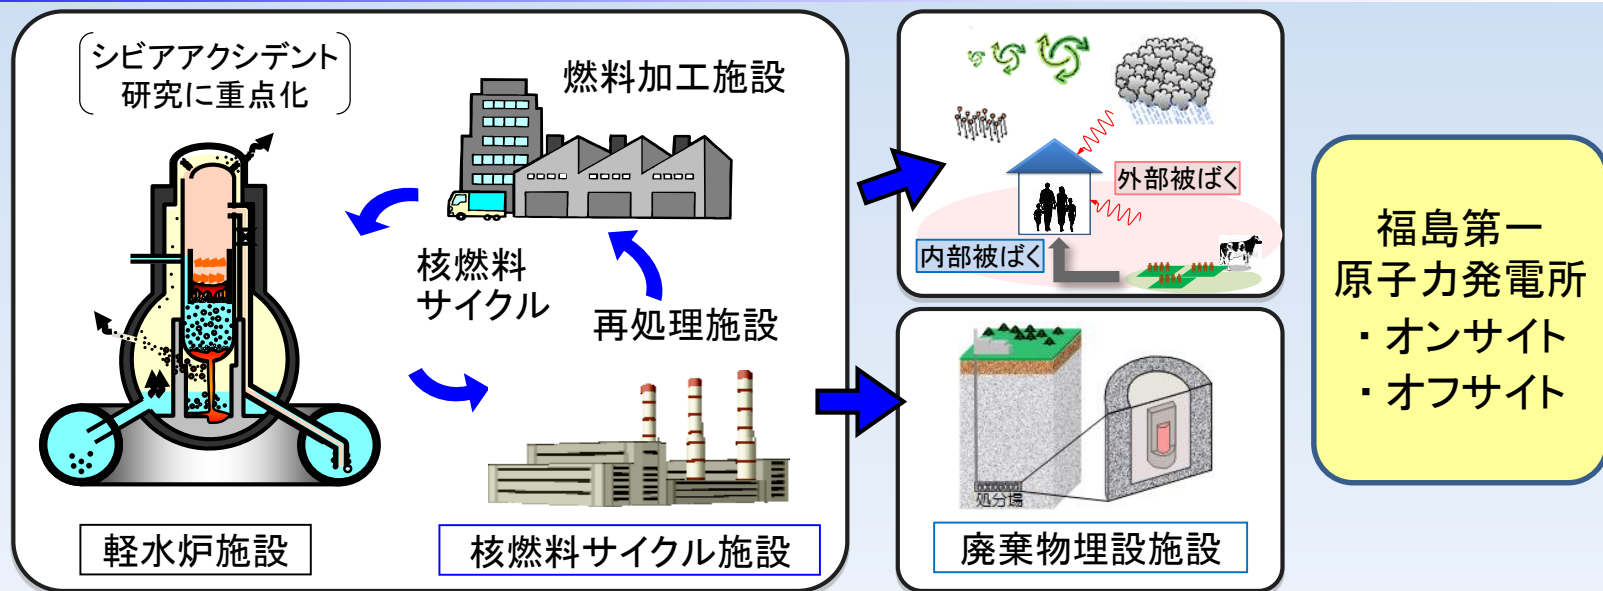 シビアアクシデント
研究に重点化
燃料加工施設
核燃料
サイクル
再処理施設
軽水炉施設
核燃料サイクル施設
外部被ばく
内部被ばく
処分場
廃棄物埋設施設
福島第一
原子力発電所
・オンサイト
・オフサイト